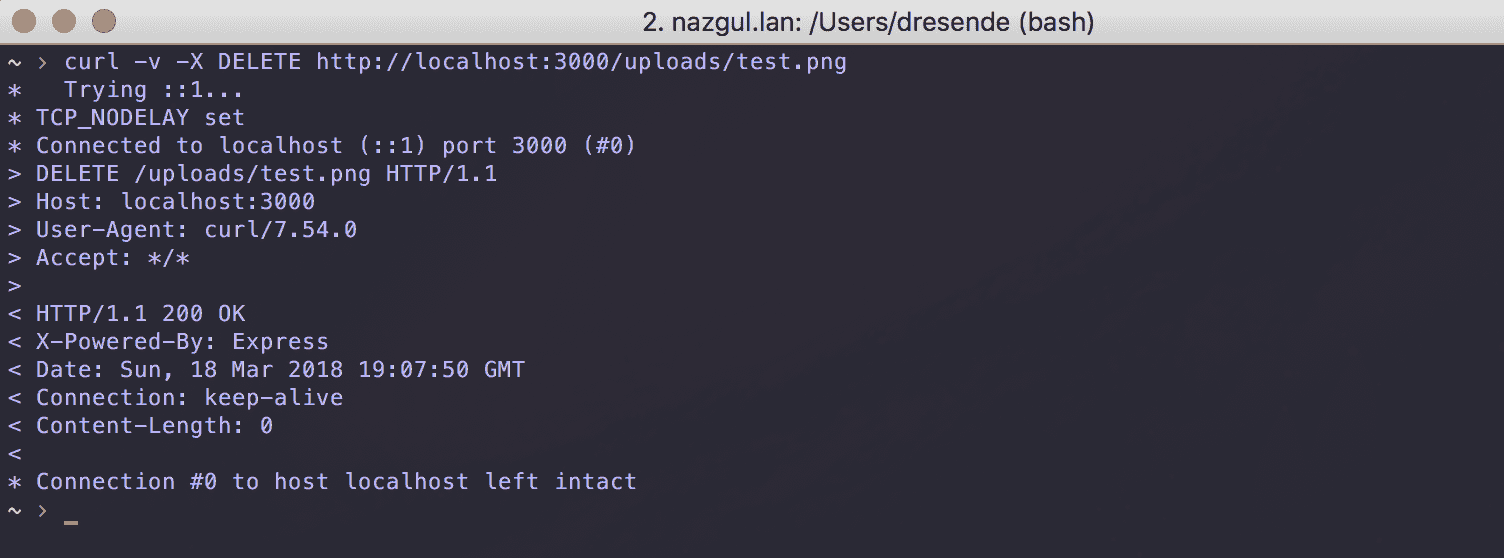 2. nazgul.lan: /Users/dresende (bash)
~ › curl -v -X DELETE http://localhost:3000/uploads/test.png
*   Trying ::1...
* TCP_NODELAY set
* Connected to localhost (::1) port 3000 (#0)
> DELETE /uploads/test.png HTTP/1.1
> Host: localhost:3000
> User-Agent: curl/7.54.0
> Accept: */*
>
< HTTP/1.1 200 OK
< X-Powered-By: Express
< Date: Sun, 18 Mar 2018 19:07:50 GMT
< Connection: keep-alive
< Content-Length: 0
<
* Connection #0 to host localhost left intact
~ › _